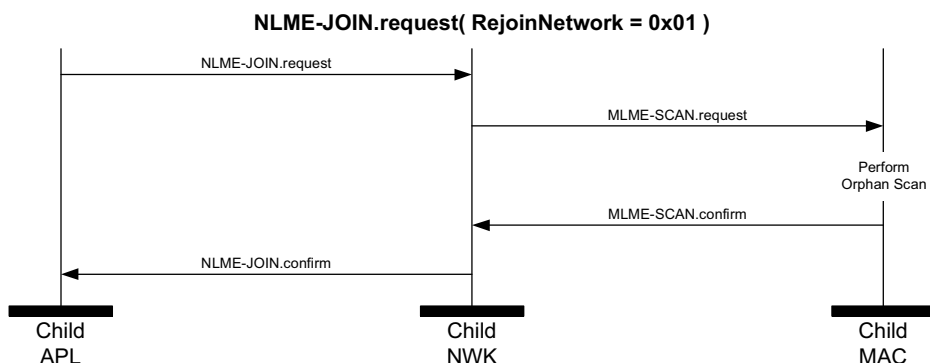 NLME-JOIN.request( RejoinNetwork = 0x01 )
NLME-JOIN.request
MLME-SCAN.request
Perform
Orphan Scan
MLME-SCAN.confirm
NLME-JOIN.confirm
Child
APL
Child
NWK
Child
MAC